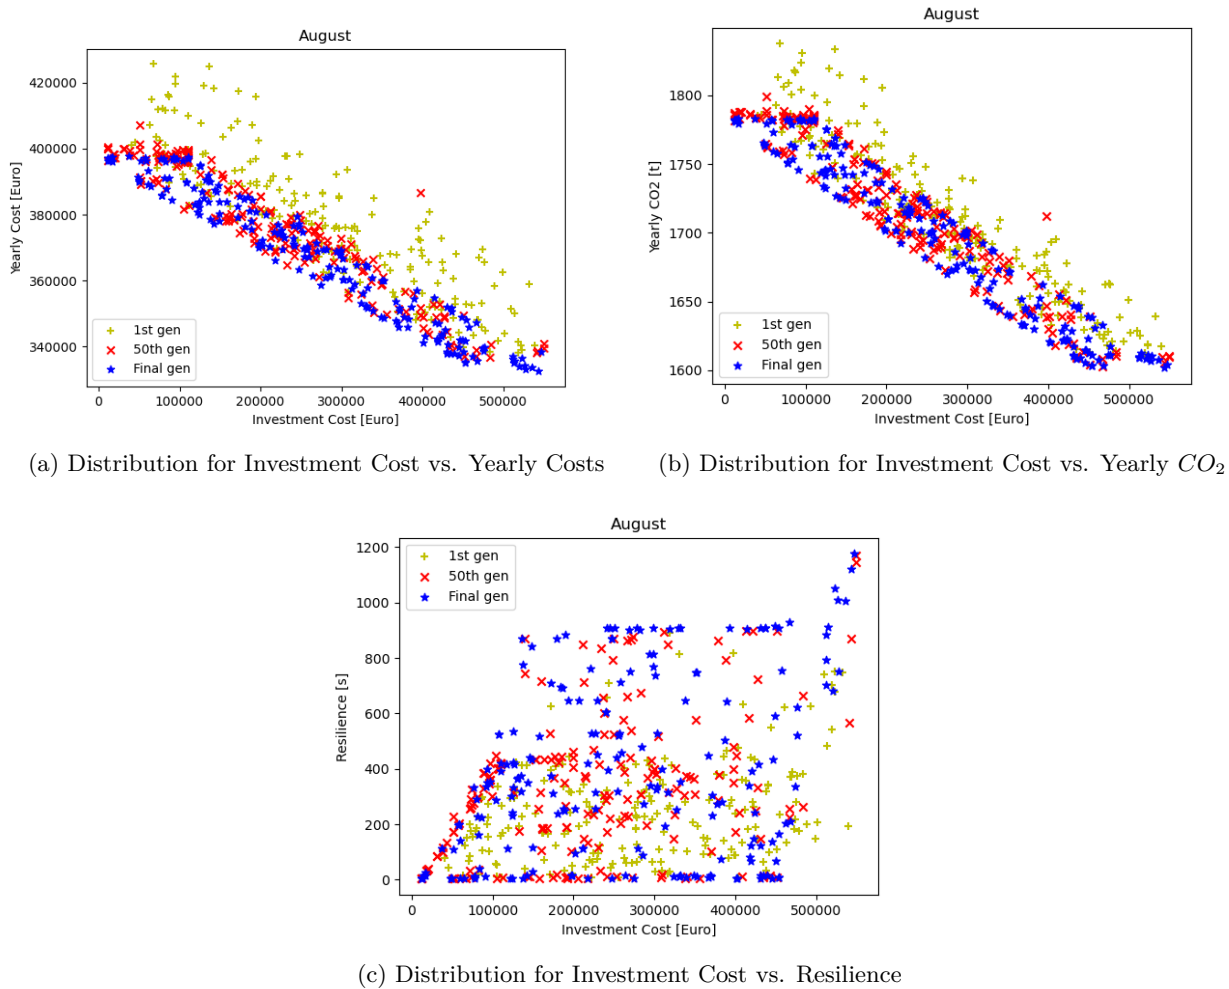 August
Yearly Cost [Euro]
420000
400000
380000
360000
340000
1st gen
50th gen
Final gen
0 100000 200000 300000 400000 500000
Investment Cost [Euro]
(a) Distribution for Investment Cost vs. Yearly Costs
August
Yearly CO2 [t]
1800
1750
1700
1650
1600
1st gen
50th gen
Final gen
0 100000 200000 300000 400000 500000
Investment Cost [Euro]
(b) Distribution for Investment Cost vs. Yearly CO₂
August
Resilience [s]
1200
1000
800
600
400
200
0
1st gen
50th gen
Final gen
0 100000 200000 300000 400000 500000
Investment Cost [Euro]
(c) Distribution for Investment Cost vs. Resilience